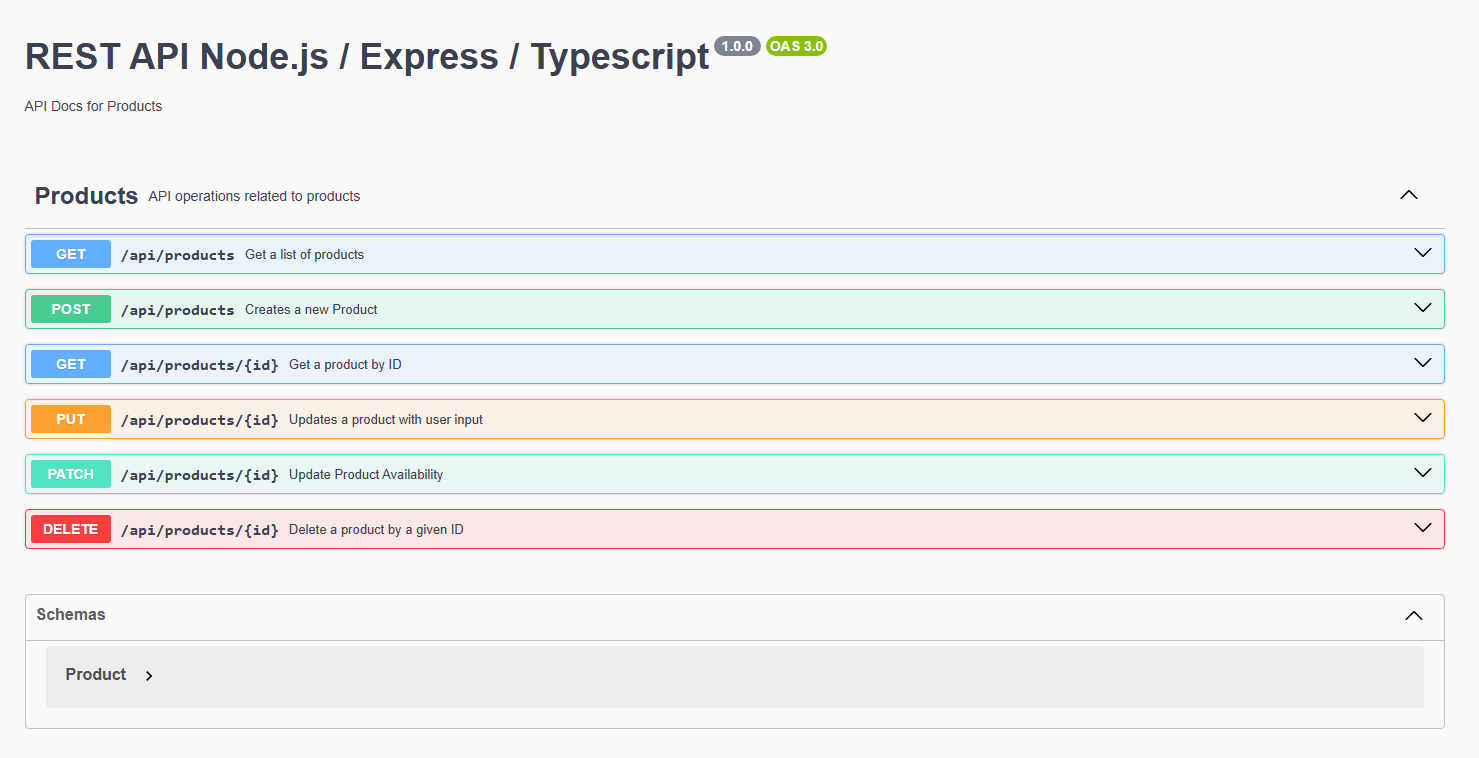 REST API Node.js / Express / Typescript 1.0.0 OAS 3.0
API Docs for Products
Products API operations related to products
GET /api/products Get a list of products
POST /api/products Creates a new Product
GET /api/products/{id} Get a product by ID
PUT /api/products/{id} Updates a product with user input
PATCH /api/products/{id} Update Product Availability
DELETE /api/products/{id} Delete a product by a given ID
Schemas
Product